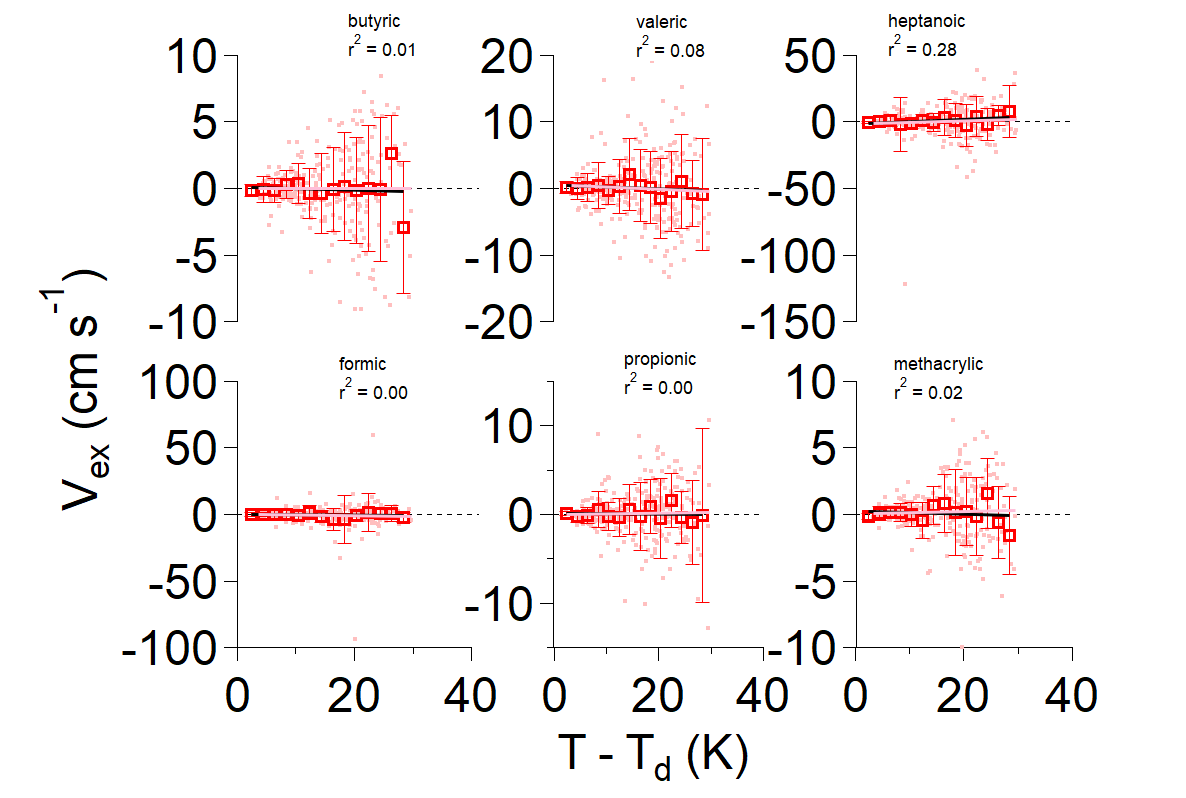 butyric
r² = 0.01
10
5
0
-5
-10
valeric
r² = 0.08
20
10
0
-10
-20
heptanoic
r² = 0.28
50
0
-50
-100
-150
Vex (cm s⁻¹)
formic
r² = 0.00
100
50
0
-50
-100
0 20 40
propionic
r² = 0.00
10
0
-10
0 20 40
methacrylic
r² = 0.02
10
5
0
-5
-10
0 20 40
T - Td (K)